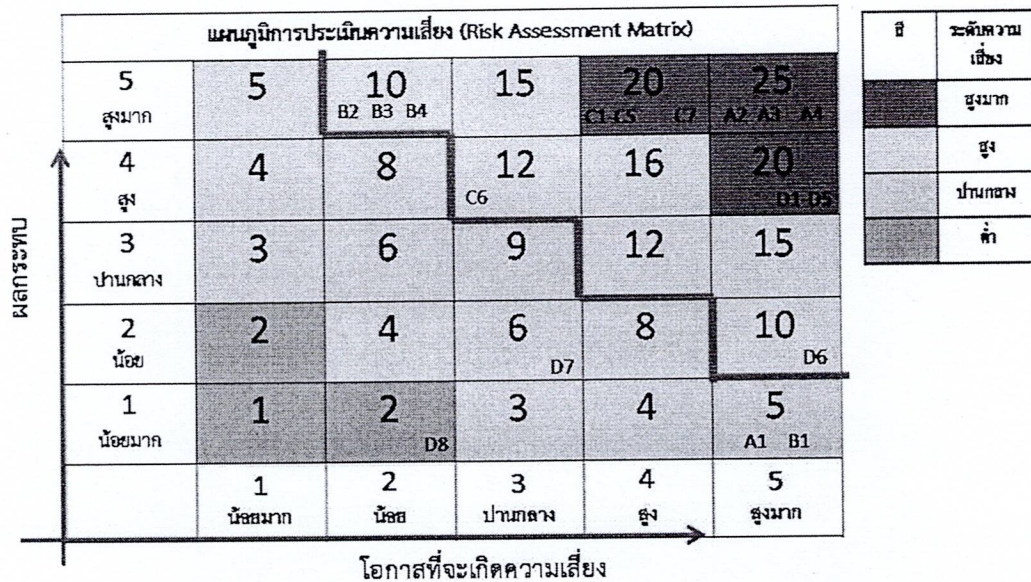 แผนภูมิการประเมินความเสี่ยง (Risk Assessment Matrix)
5 5 10 15 20 25
สูงมาก B2 B3 B4 C1-C5 C7 A2 A3 A4
4 4 8 12 16 20
สูง C6 D1-D5
3 3 6 9 12 15
ปานกลาง
2 2 4 6 8 10
น้อย D7 D6
1 1 2 3 4 5
น้อยมาก D8 A1 B1
1 2 3 4 5
น้อยมาก น้อย ปานกลาง สูง สูงมาก
ผลกระทบ
โอกาสที่จะเกิดความเสี่ยง
สี ระดับความ
เสี่ยง
สูงมาก
สูง
ปานกลาง
ต่ำ